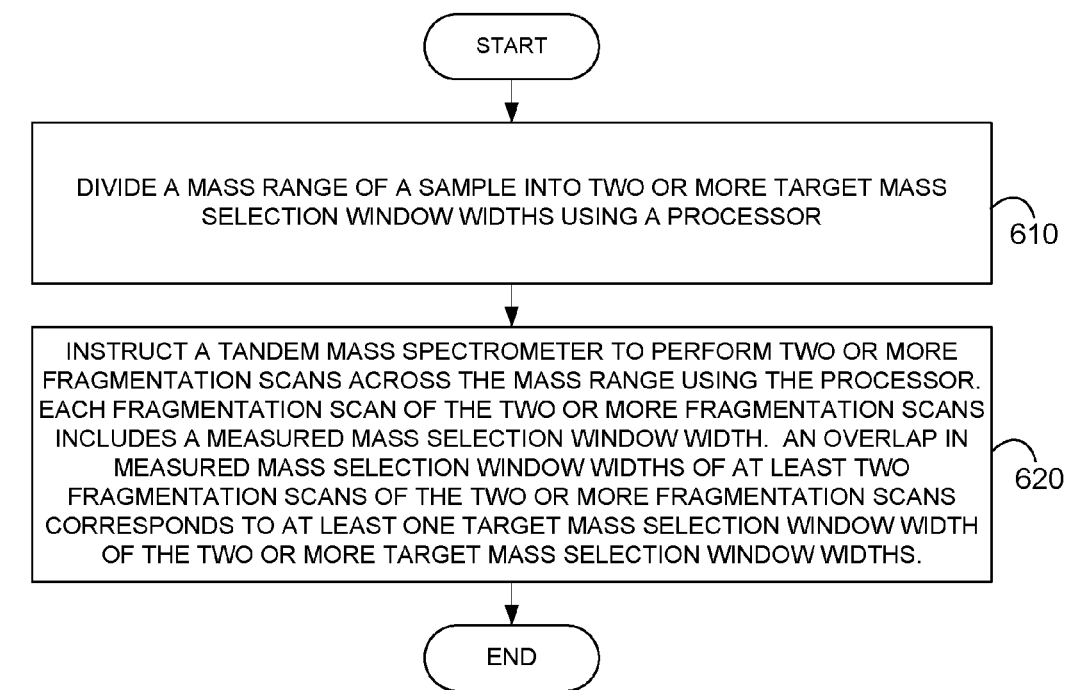 START
DIVIDE A MASS RANGE OF A SAMPLE INTO TWO OR MORE TARGET MASS
SELECTION WINDOW WIDTHS USING A PROCESSOR
610
INSTRUCT A TANDEM MASS SPECTROMETER TO PERFORM TWO OR MORE
FRAGMENTATION SCANS ACROSS THE MASS RANGE USING THE PROCESSOR.
EACH FRAGMENTATION SCAN OF THE TWO OR MORE FRAGMENTATION SCANS
INCLUDES A MEASURED MASS SELECTION WINDOW WIDTH. AN OVERLAP IN
MEASURED MASS SELECTION WINDOW WIDTHS OF AT LEAST TWO
FRAGMENTATION SCANS OF THE TWO OR MORE FRAGMENTATION SCANS
CORRESPONDS TO AT LEAST ONE TARGET MASS SELECTION WINDOW WIDTH
OF THE TWO OR MORE TARGET MASS SELECTION WINDOW WIDTHS.
620
END